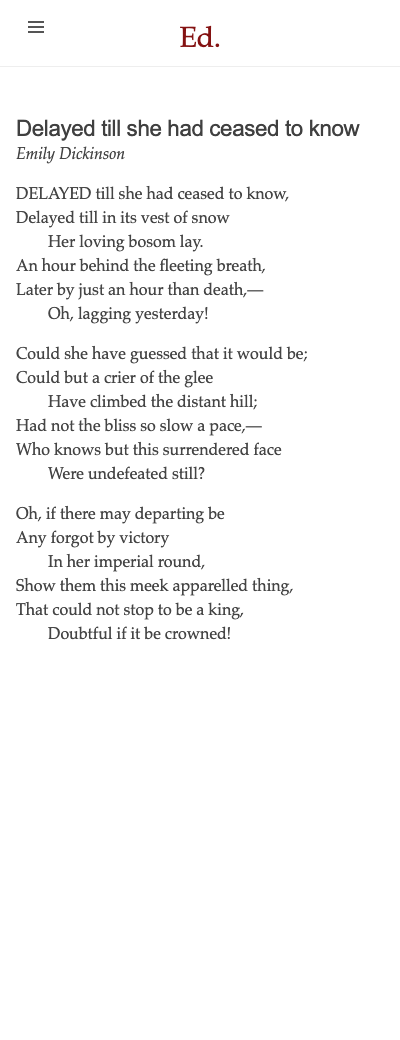 Ed.
Delayed till she had ceased to know
Emily Dickinson
DELAYED till she had ceased to know,
Delayed till in its vest of snow
Her loving bosom lay.
An hour behind the fleeting breath,
Later by just an hour than death,—
Oh, lagging yesterday!
Could she have guessed that it would be;
Could but a crier of the glee
Have climbed the distant hill;
Had not the bliss so slow a pace,—
Who knows but this surrendered face
Were undefeated still?
Oh, if there may departing be
Any forgot by victory
In her imperial round,
Show them this meek apparelled thing,
That could not stop to be a king,
Doubtful if it be crowned!